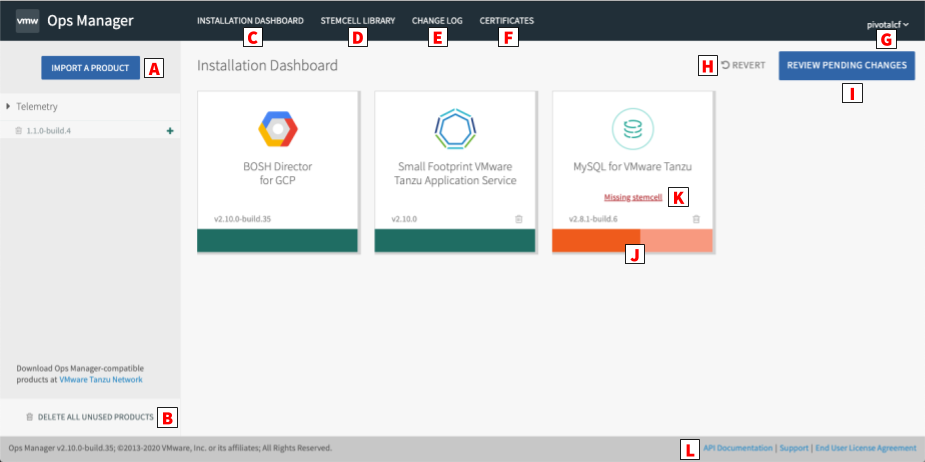 vmw Ops Manager INSTALLATION DASHBOARD STEMCELL LIBRARY CHANGE LOG CERTIFICATES pivotalcf
C D E F G
IMPORT A PRODUCT A
Installation Dashboard H REVERT REVIEW PENDING CHANGES
I
Telemetry
1.1.0-build.4 +
BOSH Director
for GCP
v2.10.0-build.35
Small Footprint VMware
Tanzu Application Service
v2.10.0
MySQL for VMware Tanzu
Missing stemcell K
v2.8.1-build.6
J
Download Ops Manager-compatible
products at VMware Tanzu Network
DELETE ALL UNUSED PRODUCTS B
Ops Manager v2.10.0-build.35; ©2013-2020 VMware, Inc. or its affiliates; All Rights Reserved. L API Documentation | Support | End User License Agreement